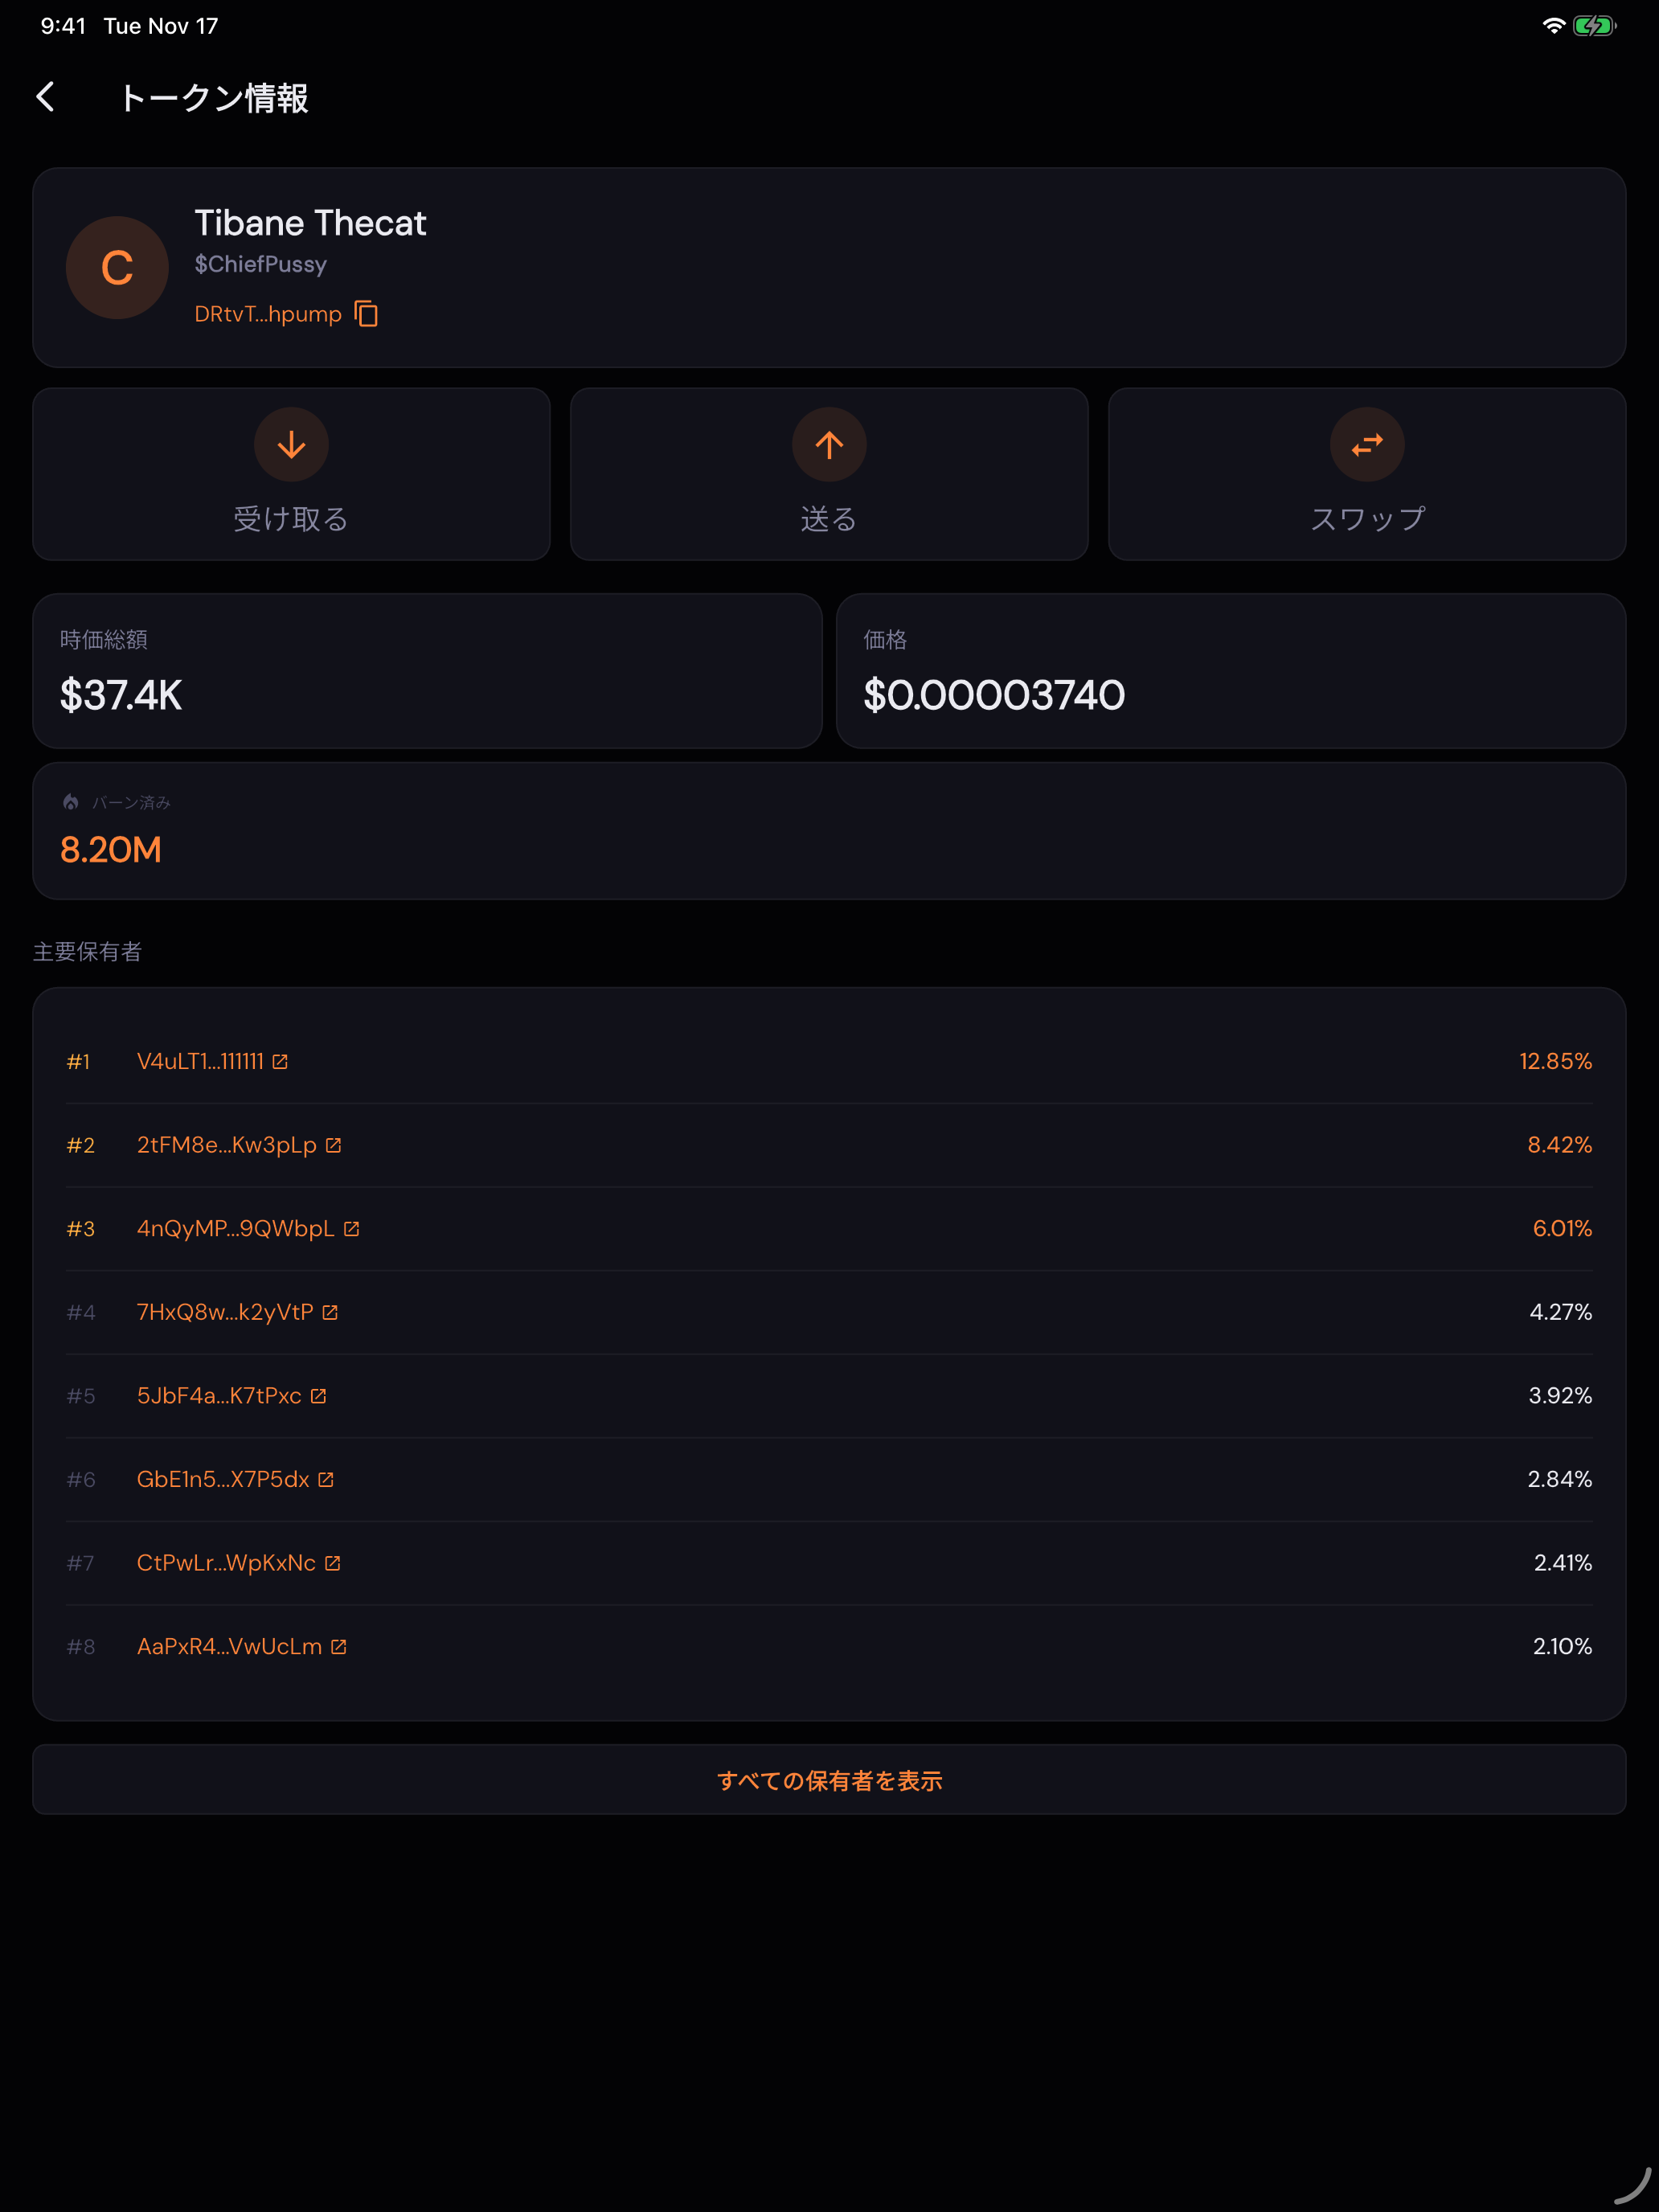 9:41 Tue Nov 17
トークン情報
C
Tibane Thecat
$ChiefPussy
DRtvT...hpump
受け取る
送る
スワップ
時価総額
$37.4K
価格
$0.00003740
バーン済み
8.20M
主要保有者
#1 V4uLT1...111111 12.85%
#2 2tFM8e...Kw3pLp 8.42%
#3 4nQyMP...9QWbpL 6.01%
#4 7HxQ8w...k2yVtP 4.27%
#5 5JbF4a...K7tPxc 3.92%
#6 GbE1n5...X7P5dx 2.84%
#7 CtPwLr...WpKxNc 2.41%
#8 AaPxR4...VwUcLm 2.10%
すべての保有者を表示